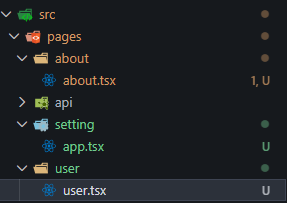 src
pages
about
about.tsx 1, U
api
setting
app.tsx U
user
user.tsx U